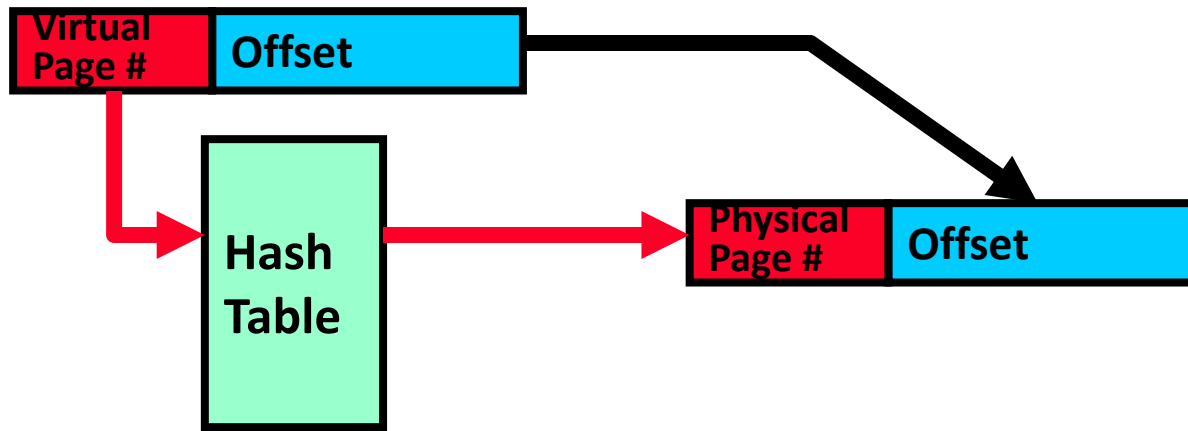 Virtual
Page #
Offset
Hash
Table
Physical
Page #
Offset